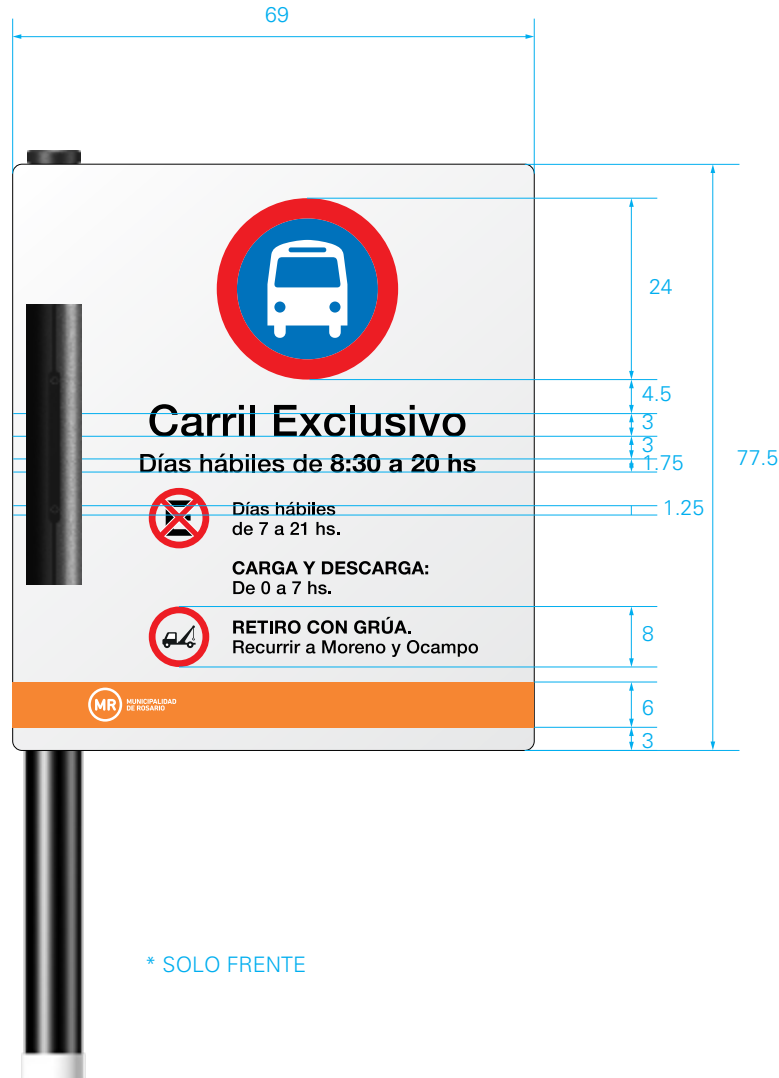 69
24
4.5
Carril Exclusivo
3
3
Días hábiles de 8:30 a 20 hs
1.75
77.5
Días hábiles
de 7 a 21 hs.
1.25
CARGA Y DESCARGA:
De 0 a 7 hs.
RETIRO CON GRÚA.
Recurrir a Moreno y Ocampo
8
MR MUNICIPALIDAD
DE ROSARIO
6
3
* SOLO FRENTE